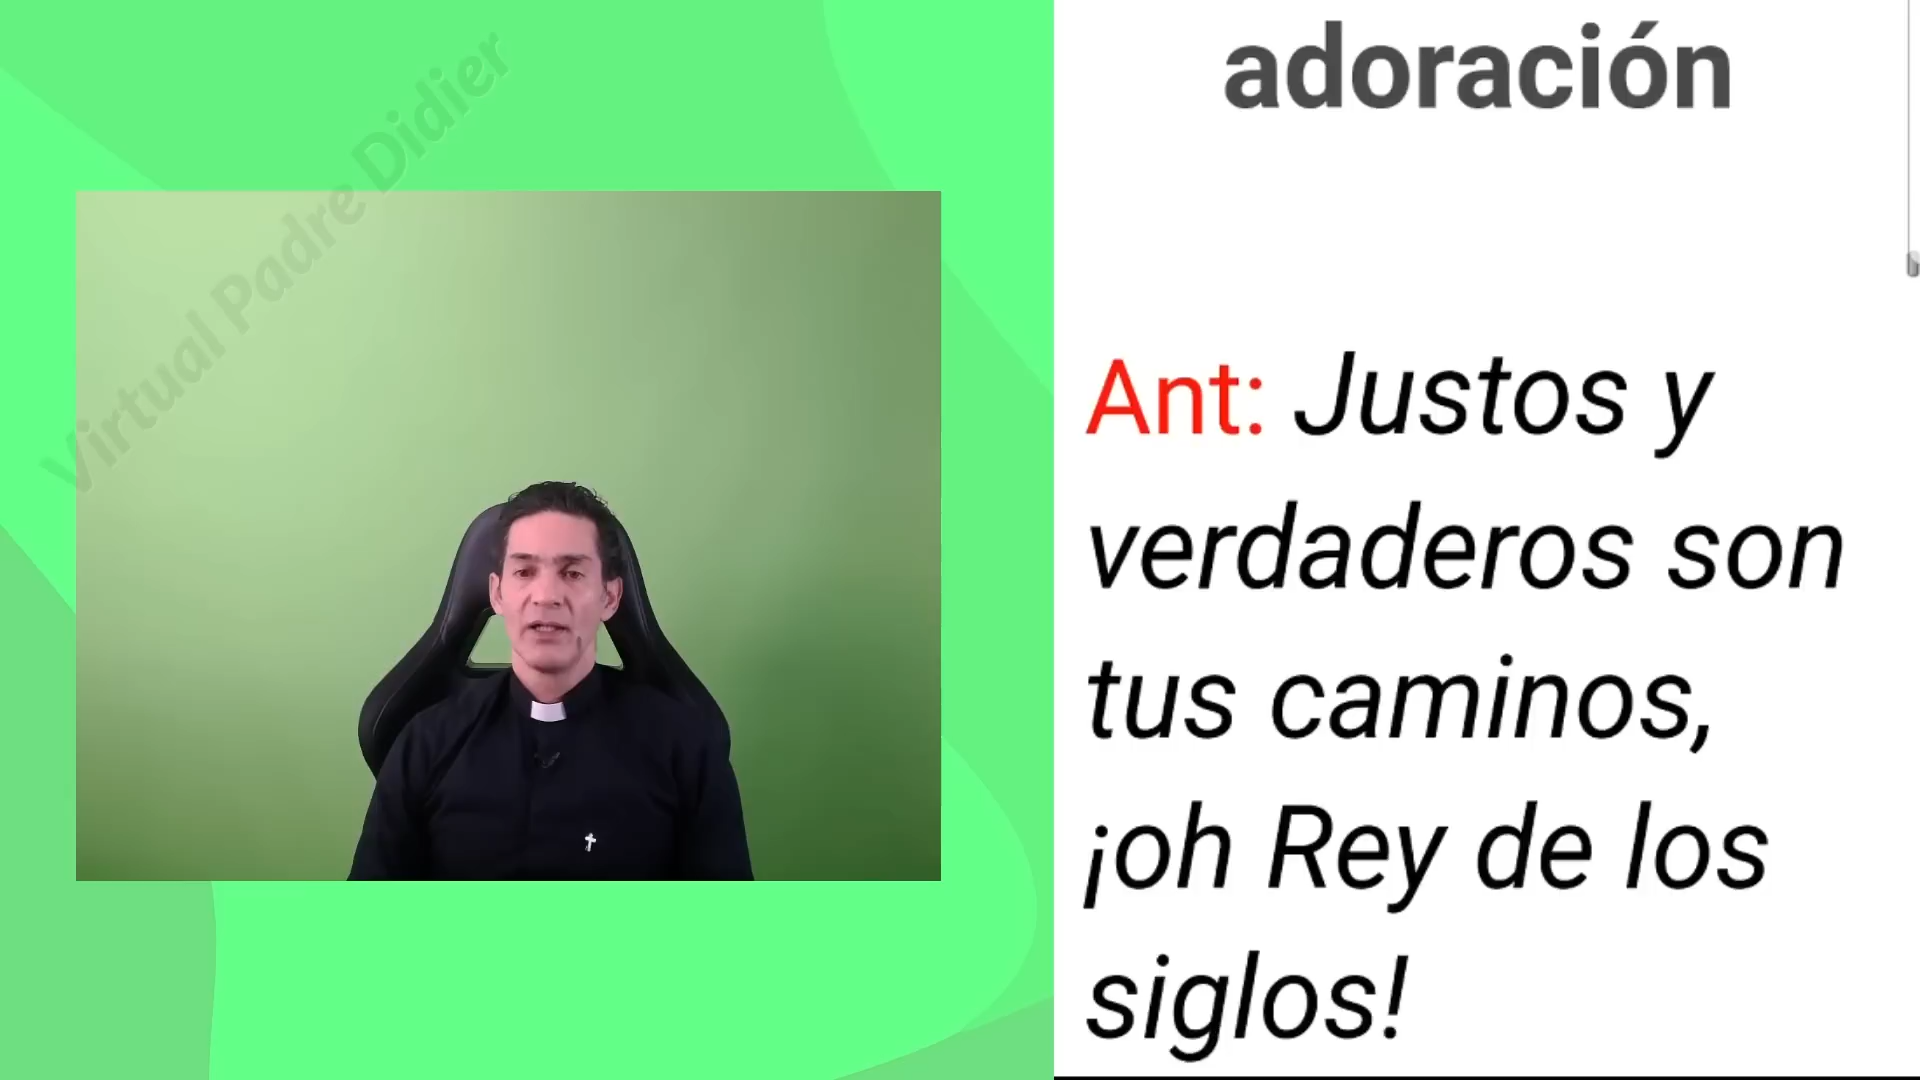 Virtual Padre Didier
adoración
Ant: Justos y
verdaderos son
tus caminos,
¡oh Rey de los
siglos!